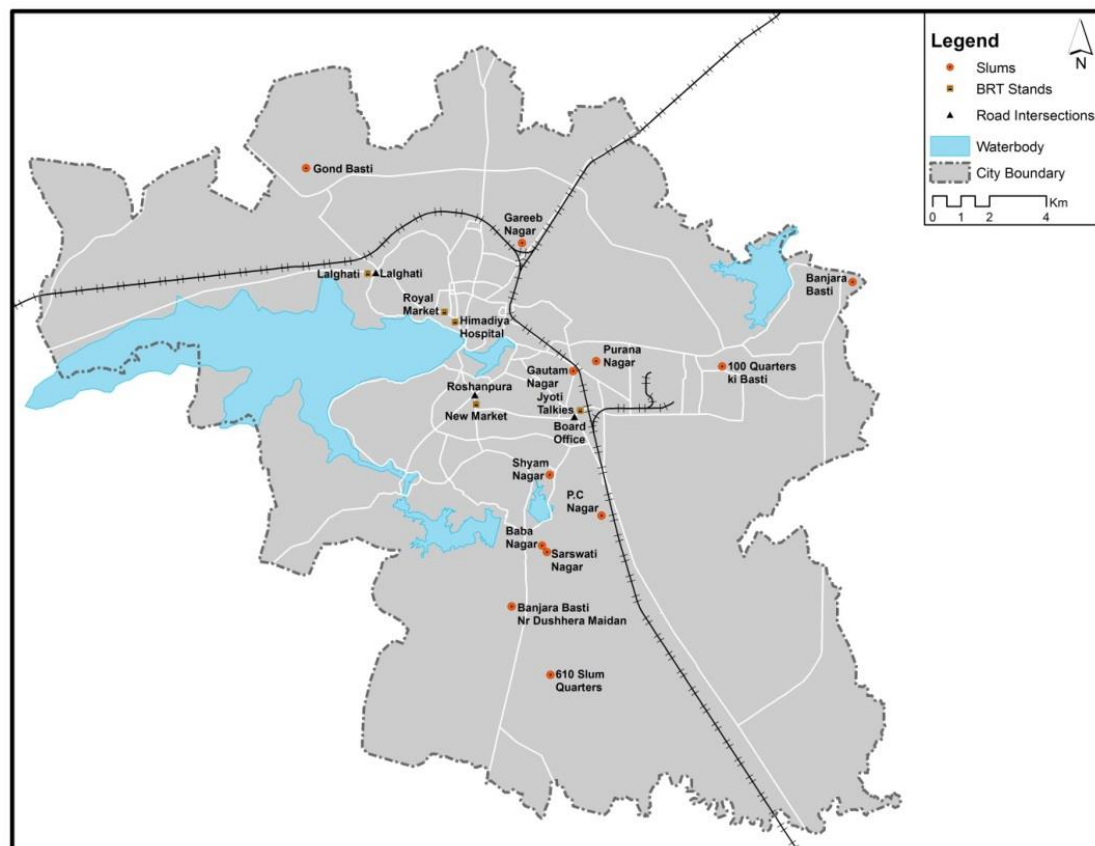 Legend
N
Slums
BRT Stands
Road Intersections
Waterbody
City Boundary
Km
0 1 2 4
Gond Basti
Gareeb
Nagar
Lalghati
Lalghati
Banjara
Basti
Royal
Market
Himadiya
Hospital
Purana
Nagar
100 Quarters
ki Basti
Gautam
Nagar
Roshanpura
New Market
Jyoti
Talkies
Board
Office
Shyam
Nagar
P.C
Nagar
Baba
Nagar
Sarswati
Nagar
Banjara Basti
Nr Dushhera Maidan
610 Slum
Quarters